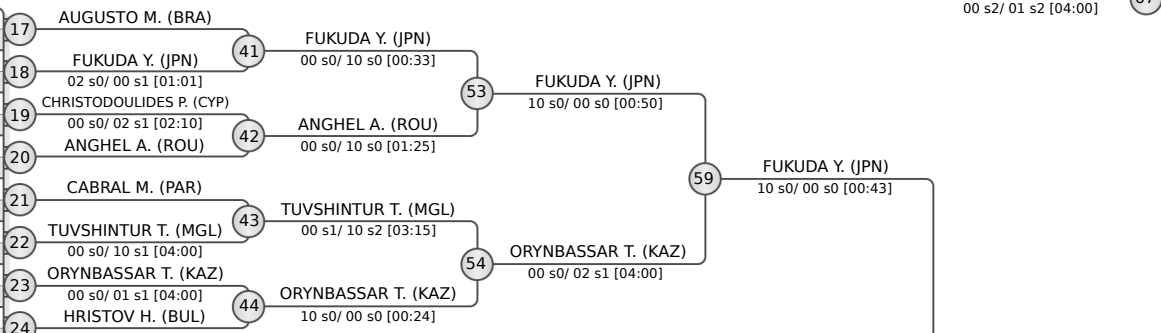 00 s2/ 01 s2 [04:00]
17
AUGUSTO M. (BRA)
41
FUKUDA Y. (JPN)
00 s0/ 10 s0 [00:33]
18
FUKUDA Y. (JPN)
02 s0/ 00 s1 [01:01]
53
FUKUDA Y. (JPN)
10 s0/ 00 s0 [00:50]
19
CHRISTODOULIDES P. (CYP)
00 s0/ 02 s1 [02:10]
42
ANGHEL A. (ROU)
00 s0/ 10 s0 [01:25]
20
ANGHEL A. (ROU)
59
FUKUDA Y. (JPN)
10 s0/ 00 s0 [00:43]
21
CABRAL M. (PAR)
43
TUVSHINTUR T. (MGL)
00 s1/ 10 s2 [03:15]
22
TUVSHINTUR T. (MGL)
00 s0/ 10 s1 [04:00]
54
ORYNBASSAR T. (KAZ)
00 s0/ 02 s1 [04:00]
23
ORYNBASSAR T. (KAZ)
00 s0/ 01 s1 [04:00]
44
ORYNBASSAR T. (KAZ)
10 s0/ 00 s0 [00:24]
24
HRISTOV H. (BUL)